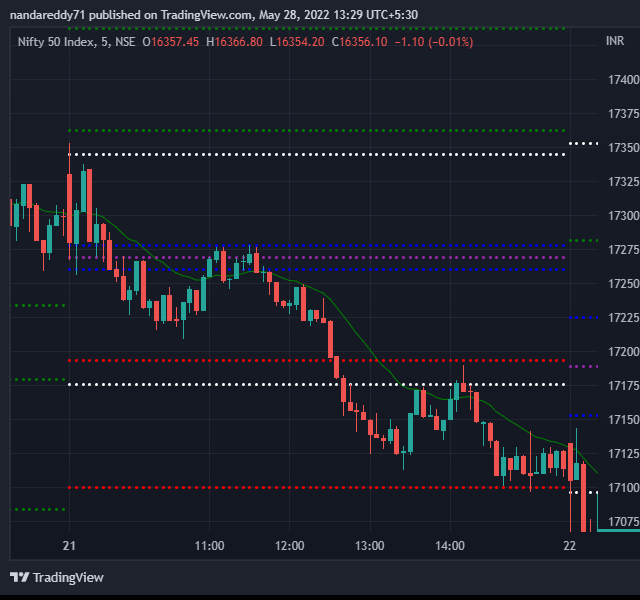 nandareddy71 published on TradingView.com, May 28, 2022 13:29 UTC+5:30
Nifty 50 Index, 5, NSE O16357.45 H16366.80 L16354.20 C16356.10 −1.10 (−0.01%)
INR
17400
17375
17350
17325
17300
17275
17250
17225
17200
17175
17150
17125
17100
17075
21 11:00 12:00 13:00 14:00 22
TradingView